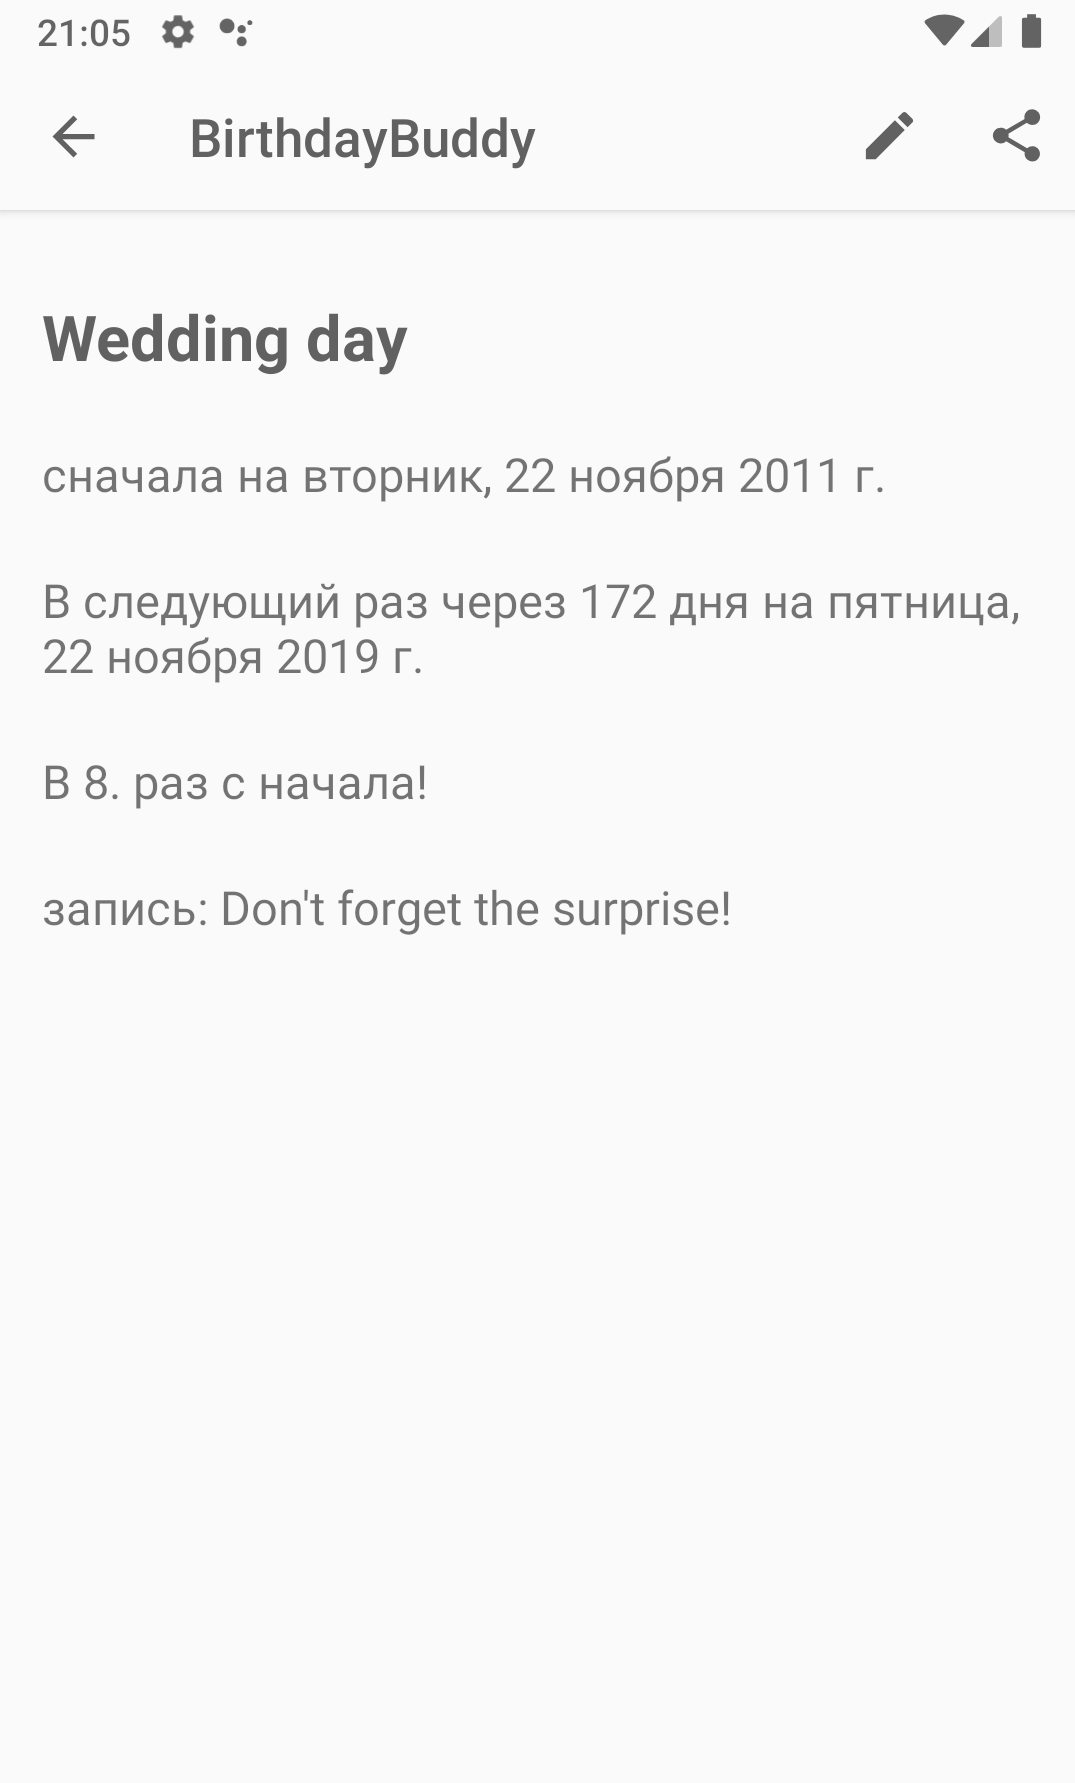 21:05
BirthdayBuddy
Wedding day
сначала на вторник, 22 ноября 2011 г.
В следующий раз через 172 дня на пятница,
22 ноября 2019 г.
В 8. раз с начала!
запись: Don't forget the surprise!